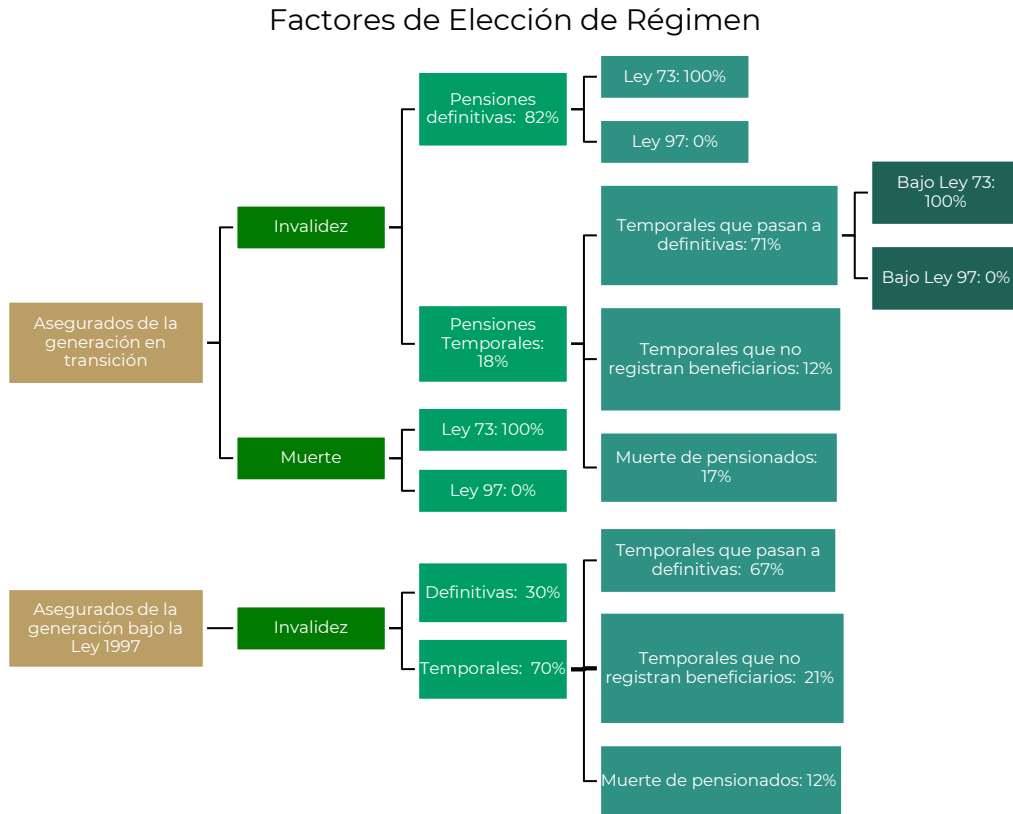 Factores de Elección de Régimen
Asegurados de la
generación en
transición
Invalidez
Pensiones
definitivas:  82%
Ley 73: 100%
Ley 97: 0%
Pensiones
Temporales:
18%
Temporales que pasan a
definitivas: 71%
Bajo Ley 73:
100%
Bajo Ley 97: 0%
Temporales que no
registran beneficiarios: 12%
Muerte de pensionados:
17%
Muerte
Ley 73: 100%
Ley 97: 0%
Asegurados de la
generación bajo la
Ley 1997
Invalidez
Definitivas:  30%
Temporales:  70%
Temporales que pasan a
definitivas:  67%
Temporales que no
registran beneficiarios:  21%
Muerte de pensionados: 12%